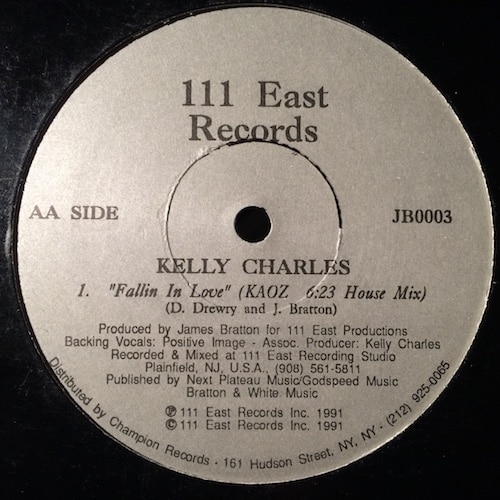 111 East
Records
AA SIDE
JB0003
KELLY CHARLES
1. "Fallin In Love" (KAOZ 6:23 House Mix)
(D. Drewry and J. Bratton)
Produced by James Bratton for 111 East Productions
Backing Vocals: Positive Image - Assoc. Producer: Kelly Charles
Recorded & Mixed at 111 East Recording Studio
Plainfield, NJ, U.S.A., (908) 561-5811
Published by Next Plateau Music/Godspeed Music
Bratton & White Music
℗ 111 East Records Inc. 1991
© 111 East Records Inc. 1991
Distributed by Champion Records - 161 Hudson Street, NY, NY - (212) 925-0065